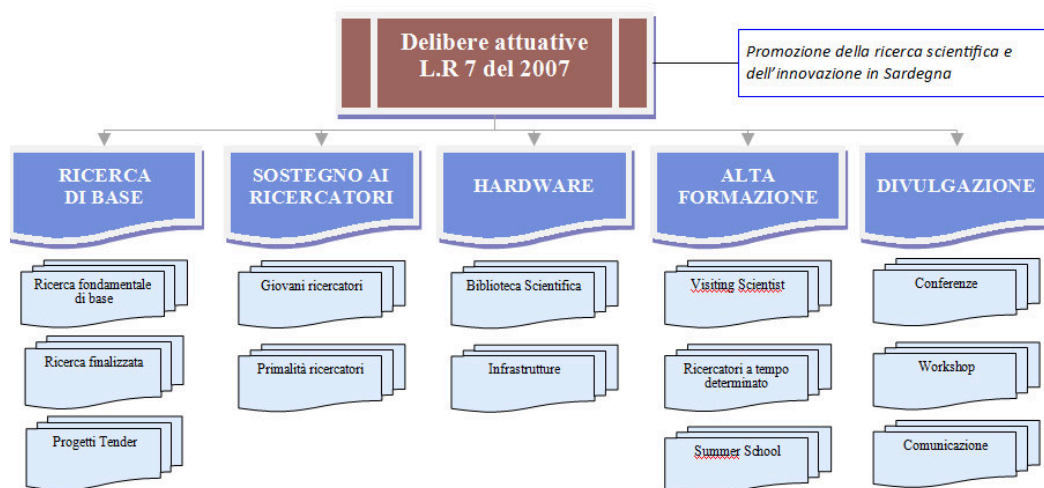 Delibere attuative
L.R 7 del 2007
Promozione della ricerca scientifica e
dell'innovazione in Sardegna
RICERCA
DI BASE
SOSTEGNO AI
RICERCATORI
HARDWARE
ALTA
FORMAZIONE
DIVULGAZIONE
Ricerca fondamentale
di base
Giovani ricercatori
Biblioteca Scientifica
Visiting Scientist
Conferenze
Ricerca finalizzata
Primalità ricercatori
Infrastrutture
Ricercatori a tempo
determinato
Workshop
Progetti Tender
Summer School
Comunicazione